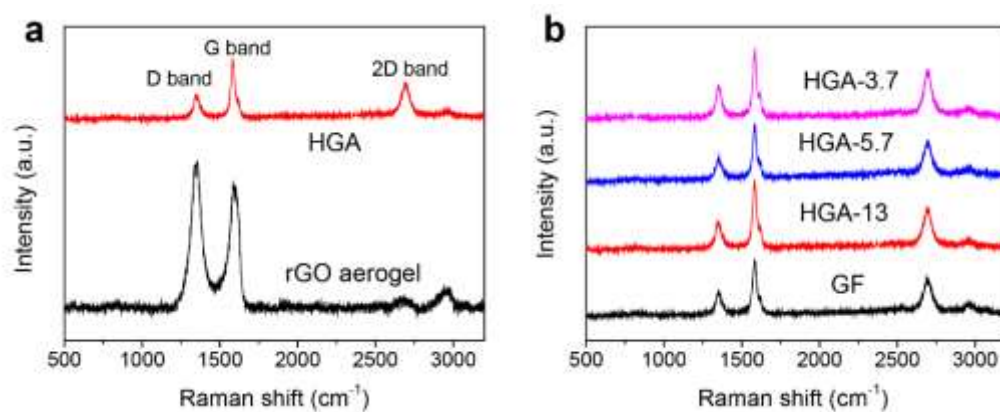 a
D band
G band
2D band
HGA
rGO aerogel
Intensity (a.u.)
500 1000 1500 2000 2500 3000
Raman shift (cm⁻¹)
b
HGA-3.7
HGA-5.7
HGA-13
GF
Intensity (a.u.)
500 1000 1500 2000 2500 3000
Raman shift (cm⁻¹)